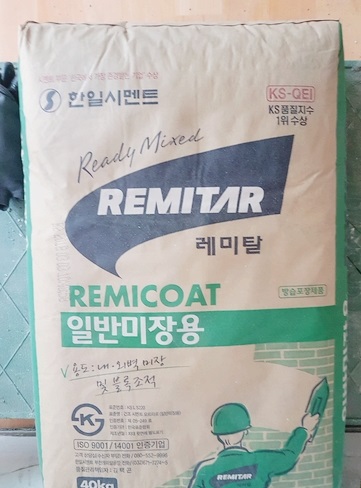 한일시멘트
KS-QEI
KS 품질지수
1위 수상
Ready Mixed
REMITAR
레미탈
방습포장제품
REMICOAT
일반미장용
✓용도: 내·외벽 미장
및 블록 조적
ISO 9001 / 14001 인증기업
REMITAR
40kg